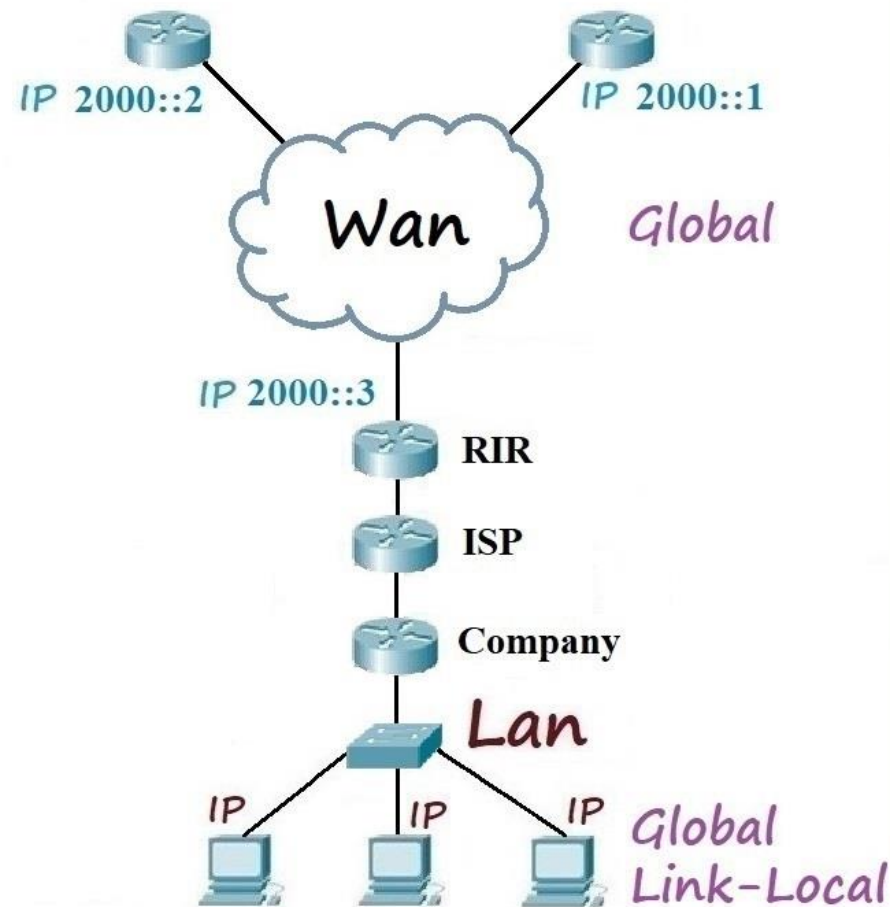 IP 2000::2
IP 2000::1
Wan
Global
IP 2000::3
RIR
ISP
Company
Lan
IP
IP
IP
Global
Link-Local